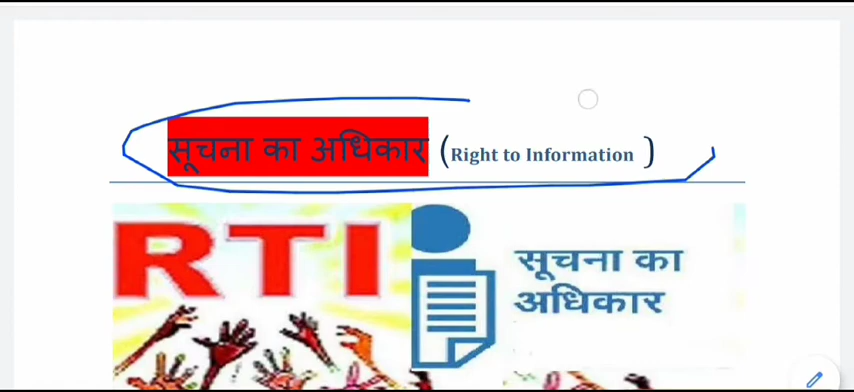 सूचना का अधिकार (Right to Information )
RTI
सूचना का
अधिकार